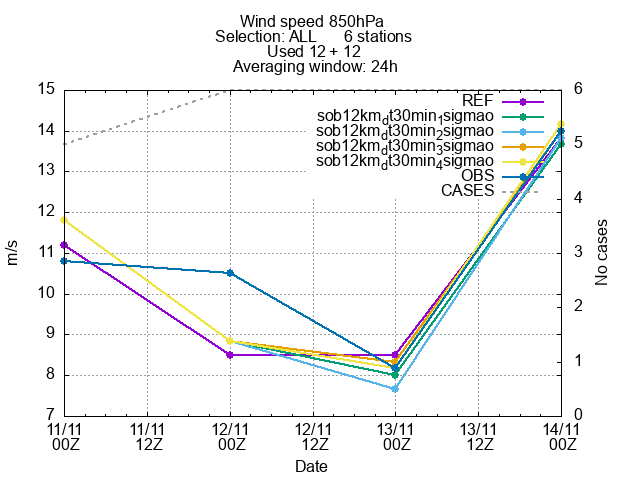 Wind speed 850hPa
Selection: ALL 6 stations
Used 12 + 12
Averaging window: 24h
15
14
13
12
11
10
9
8
7
m/s
6
5
4
3
2
1
0
No cases
REF
sob12km_dt30min_1sigmao
sob12km_dt30min_2sigmao
sob12km_dt30min_3sigmao
sob12km_dt30min_4sigmao
OBS
CASES
11/11 11/11 12/11 12/11 13/11 13/11 14/11
00Z 12Z 00Z 12Z 00Z 12Z 00Z
Date